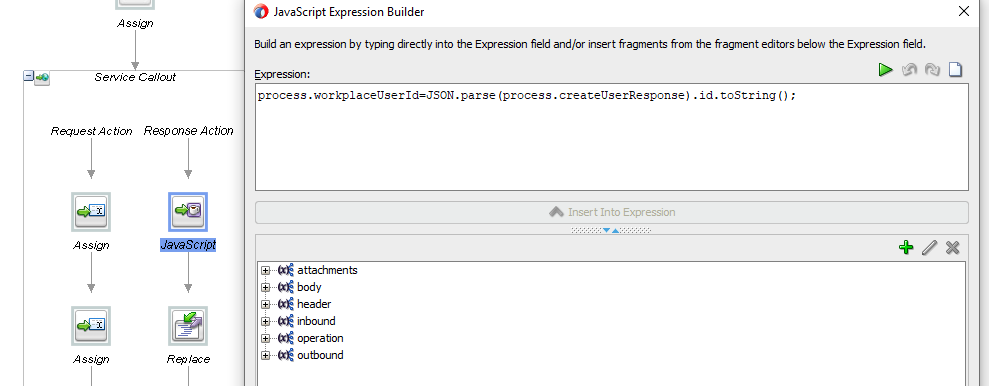 Assign
Service Callout
Request Action
Response Action
Assign
JavaScript
Assign
Replace
JavaScript Expression Builder
Build an expression by typing directly into the Expression field and/or insert fragments from the fragment editors below the Expression field.
Expression:
process.workplaceUserId=JSON.parse(process.createUserResponse).id.toString();
Insert Into Expression
attachments
body
header
inbound
operation
outbound